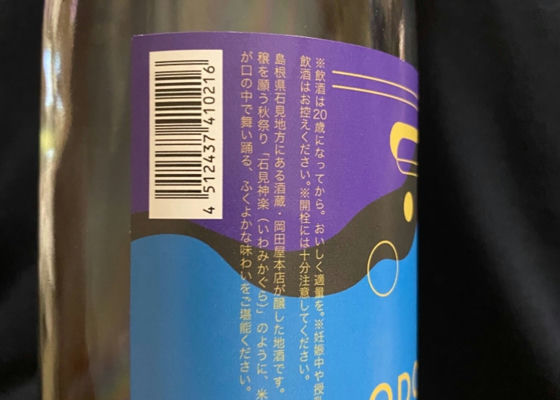 ※飲酒は20歳になってから。おいしく適量を。※妊娠中や授乳
飲酒はお控えください。※開栓には十分注意してください。
島根県石見地方にある酒蔵・岡田屋本店が醸した地酒です。
穣を願う秋祭り「石見神楽（いわみかぐら）」のように、米
が口の中で舞い踊る、ふくよかな味わいをご堪能ください。
4 512437 410216